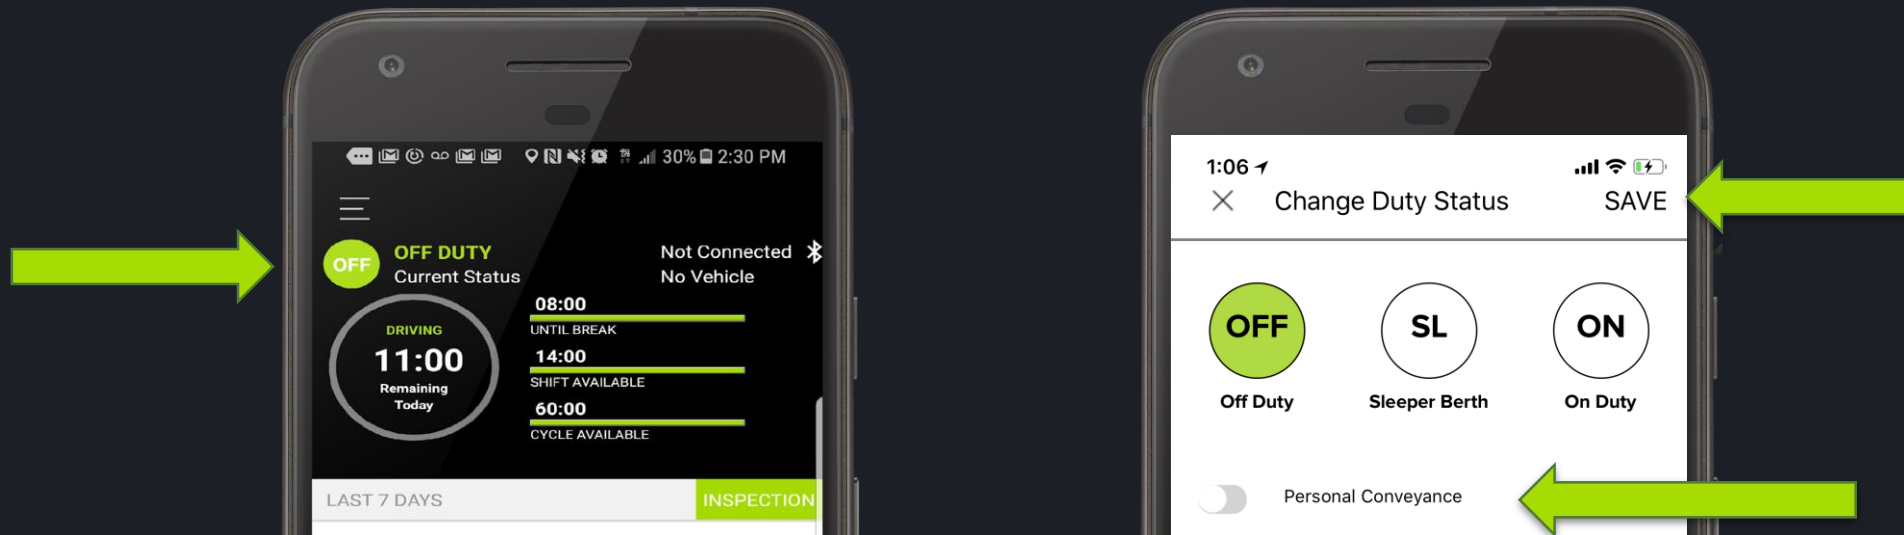 30% 2:30 PM
OFF
OFF DUTY
Current Status
Not Connected
No Vehicle
DRIVING
11:00
Remaining
Today
08:00
UNTIL BREAK
14:00
SHIFT AVAILABLE
60:00
CYCLE AVAILABLE
LAST 7 DAYS
INSPECTION
1:06
Change Duty Status
SAVE
OFF
SL
ON
Off Duty
Sleeper Berth
On Duty
Personal Conveyance